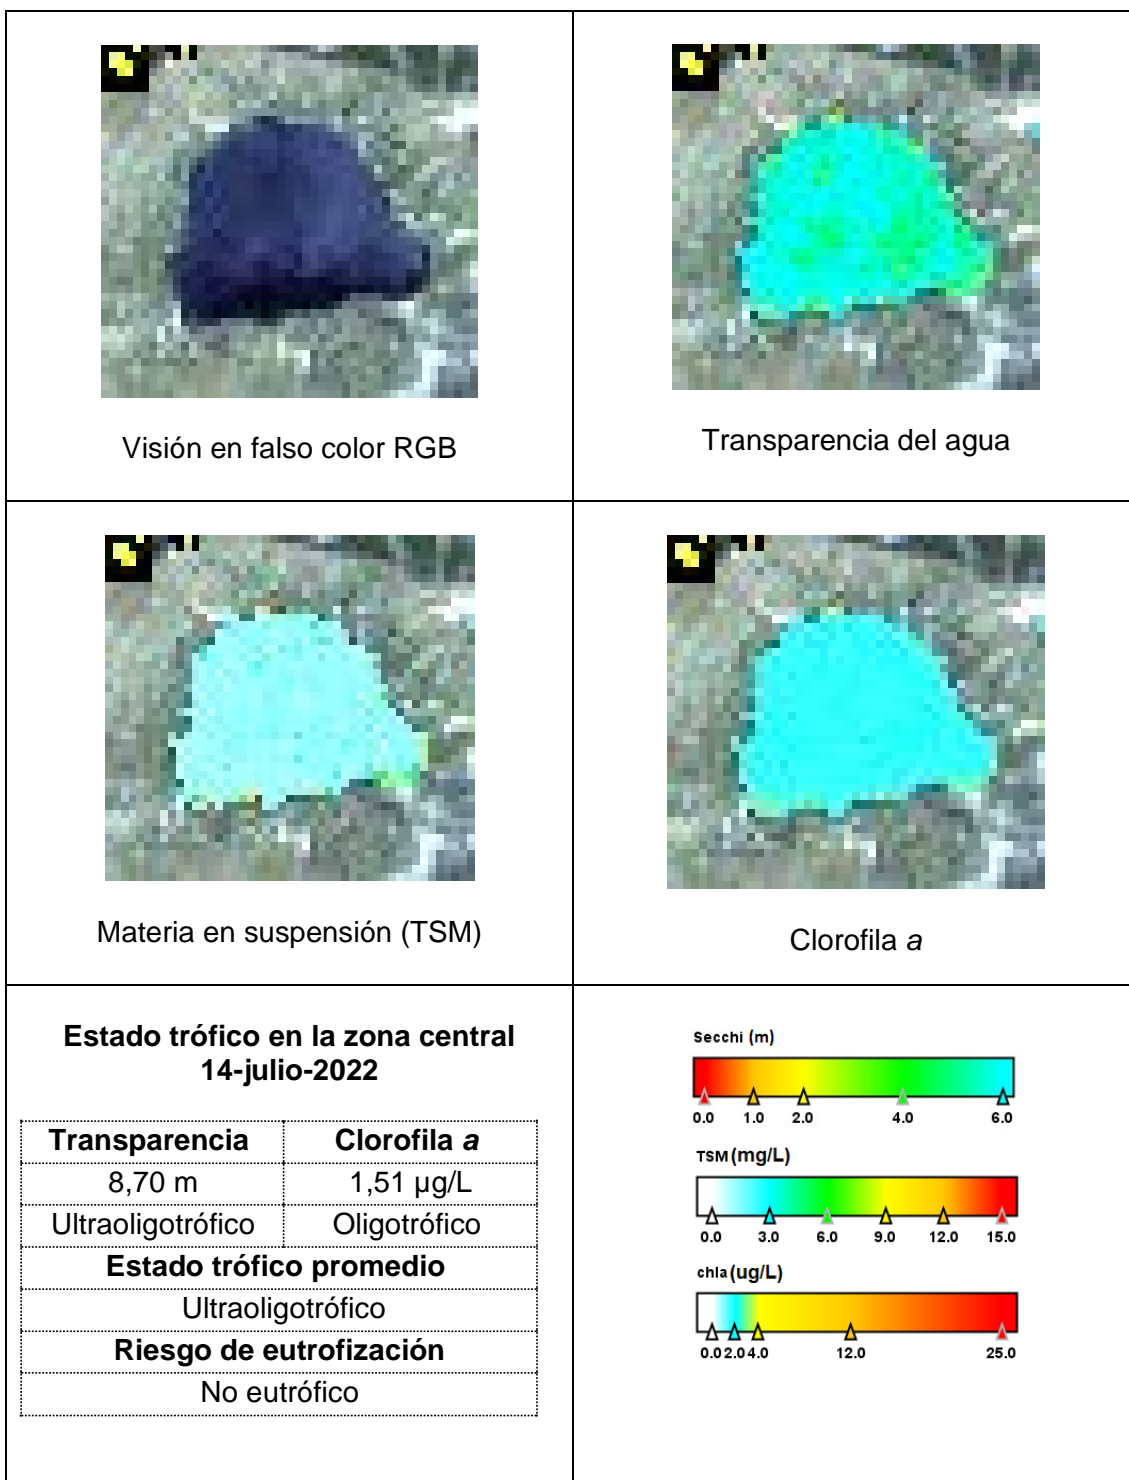 Visión en falso color RGB
Transparencia del agua
Materia en suspensión (TSM)
Clorofila a
Estado trófico en la zona central
14-julio-2022
Transparencia Clorofila a
8,70 m 1,51 µg/L
Ultraoligotrófico Oligotrófico
Estado trófico promedio
Ultraoligotrófico
Riesgo de eutrofización
No eutrófico
Secchi (m)
0.0 1.0 2.0 4.0 6.0
TSM (mg/L)
0.0 3.0 6.0 9.0 12.0 15.0
chla (ug/L)
0.0 2.0 4.0 12.0 25.0